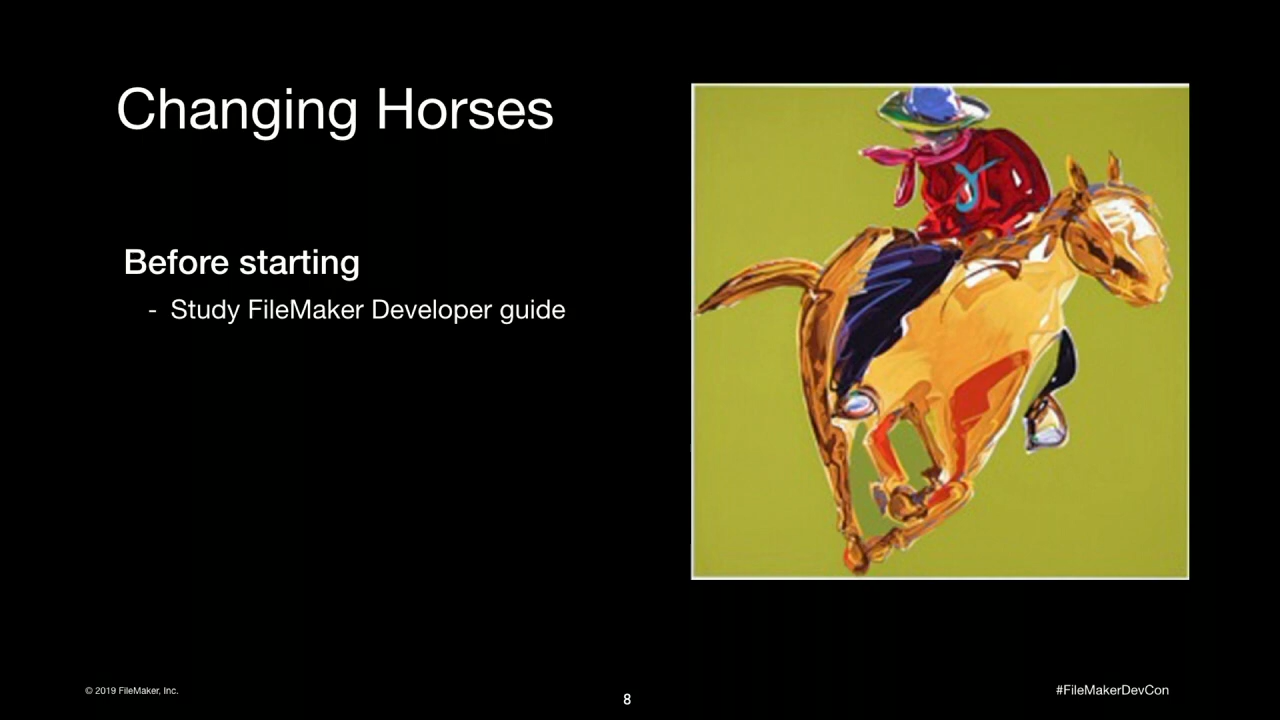 Changing Horses
Before starting
- Study FileMaker Developer guide
© 2019 FileMaker, Inc.
8
#FileMakerDevCon